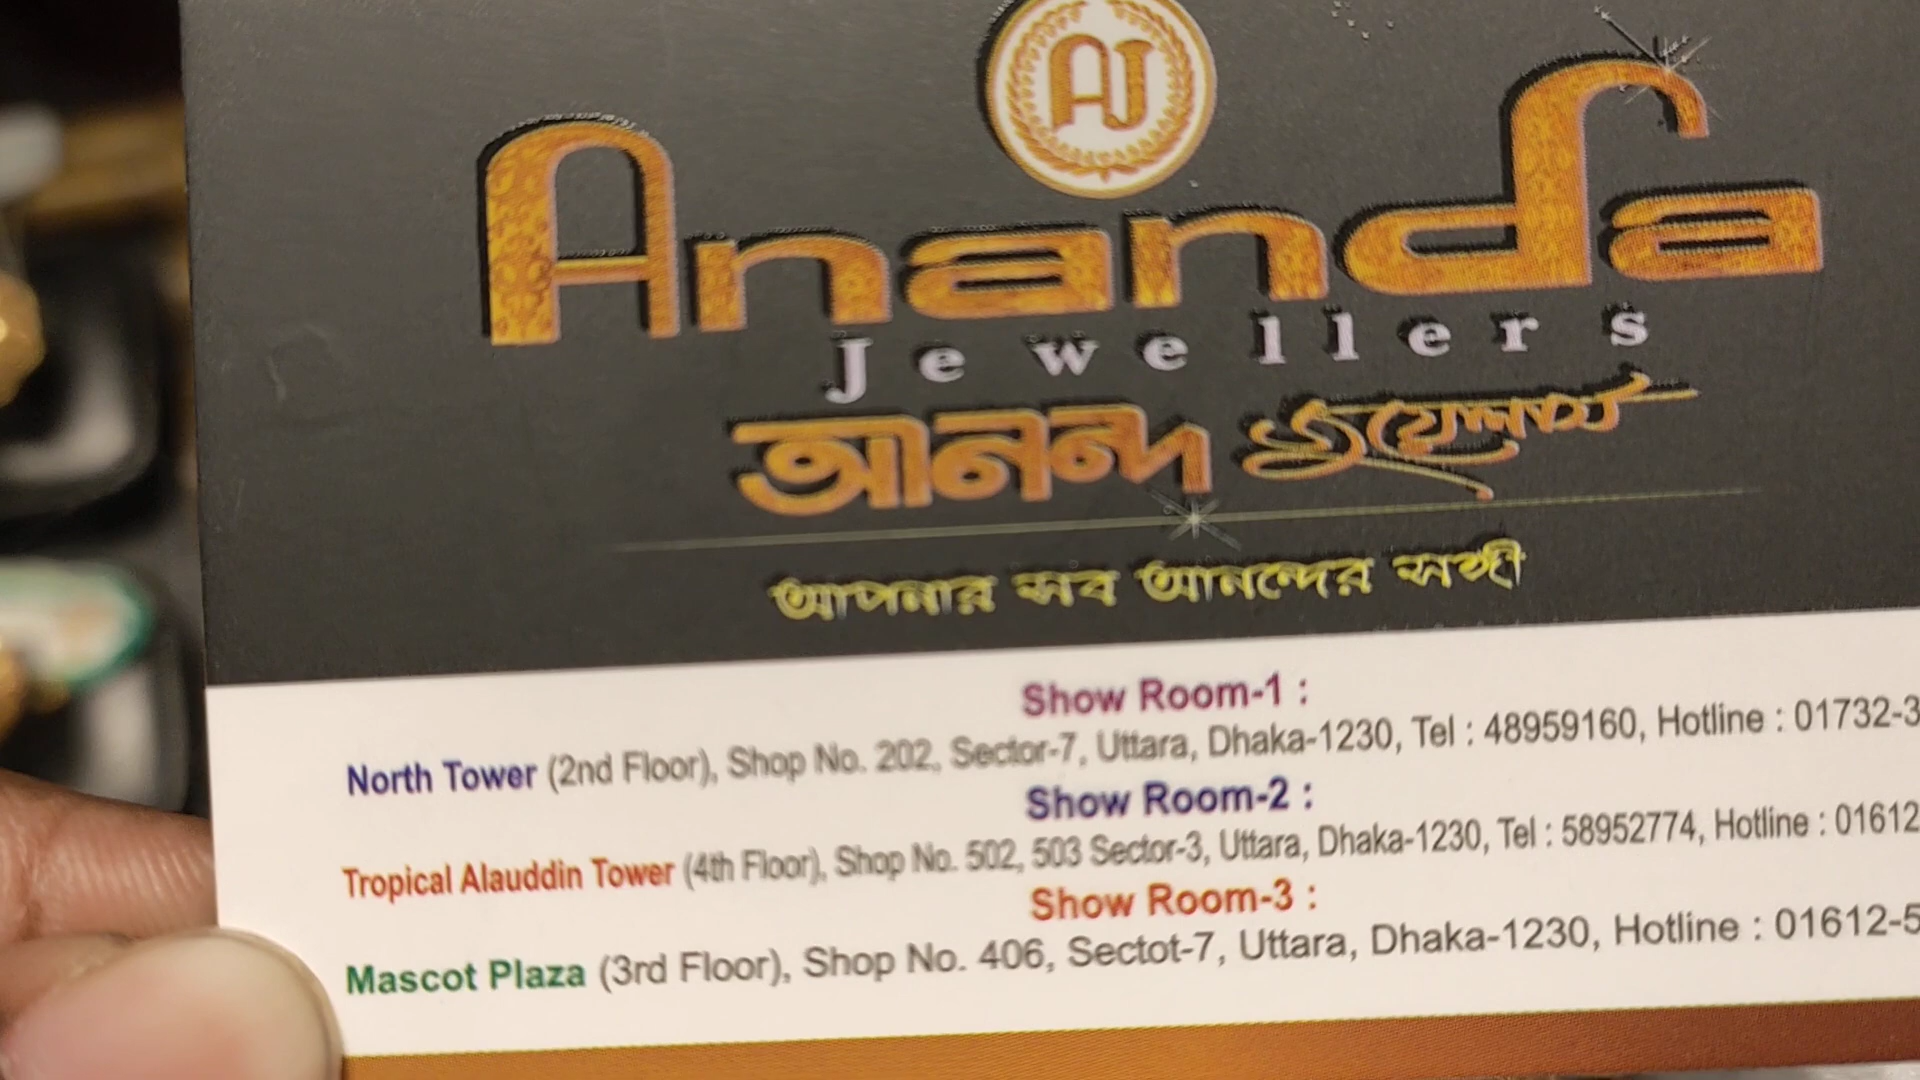 AJ
Ananda
Jewellers
আনন্দ জুয়েলার্স
আপনার সব আনন্দের সঙ্গী
Show Room-1 :
North Tower (2nd Floor), Shop No. 202, Sector-7, Uttara, Dhaka-1230, Tel : 48959160, Hotline : 01732-3
Show Room-2 :
Tropical Alauddin Tower (4th Floor), Shop No. 502, 503 Sector-3, Uttara, Dhaka-1230, Tel : 58952774, Hotline : 01612
Show Room-3 :
Mascot Plaza (3rd Floor), Shop No. 406, Sectot-7, Uttara, Dhaka-1230, Hotline : 01612-5